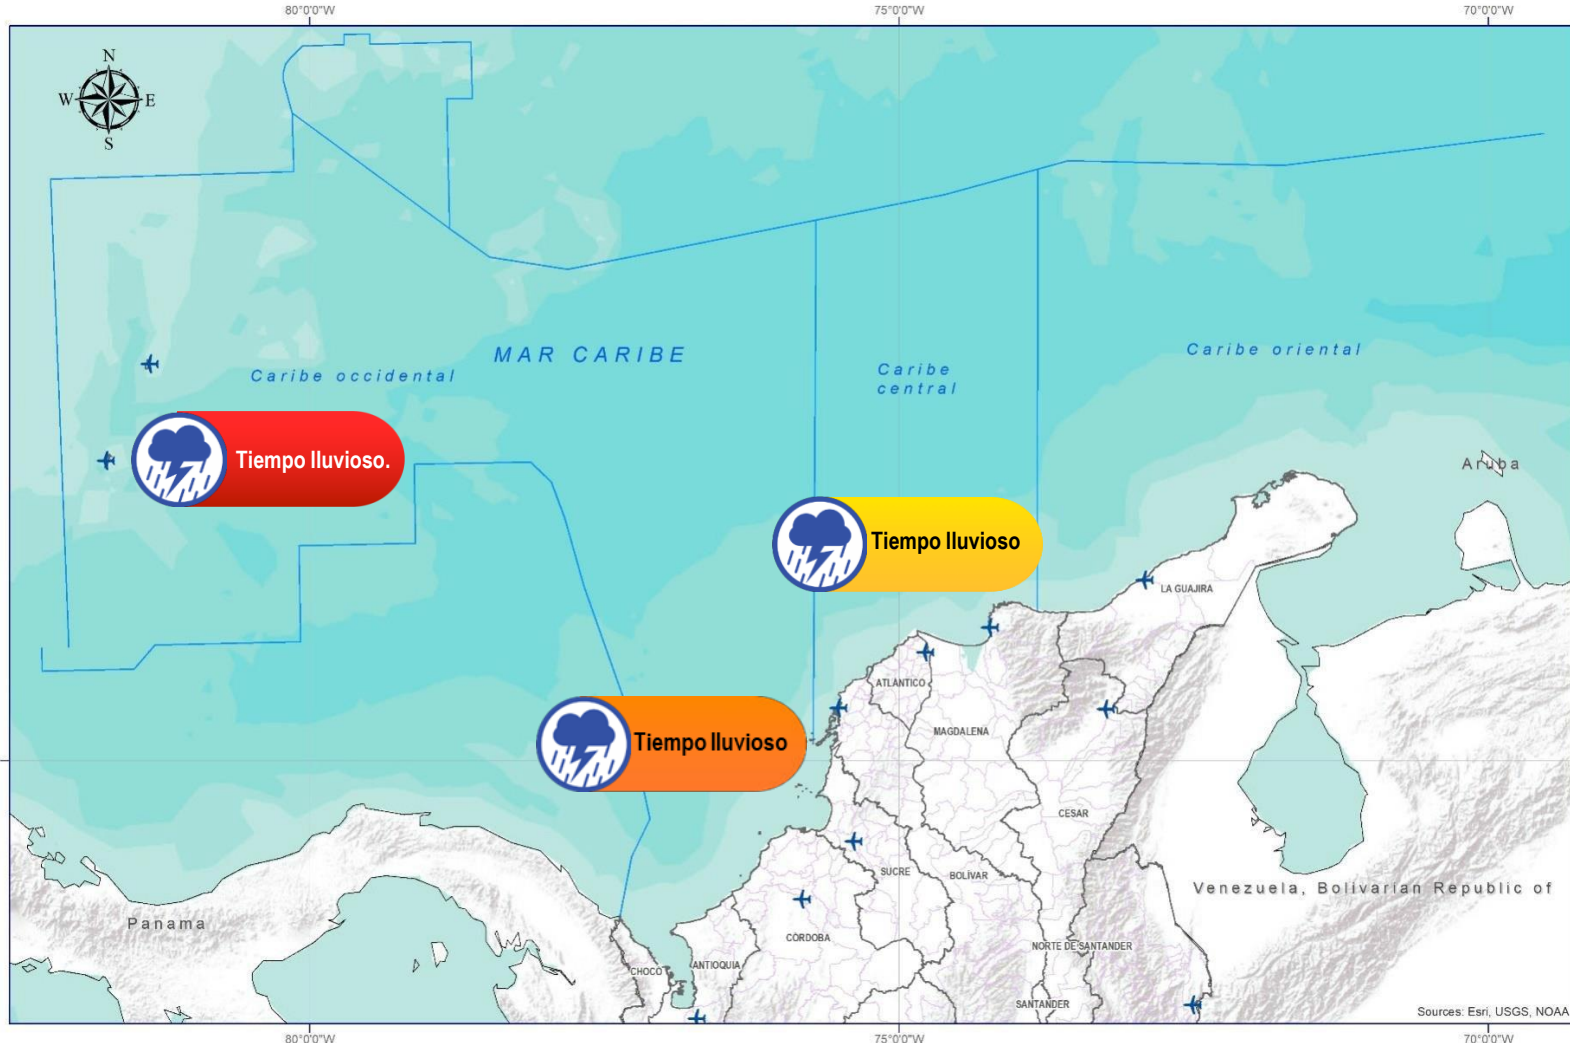 80°0'0"W
75°0'0"W
70°0'0"W
N
W
E
S
MAR CARIBE
Caribe occidental
Caribe
central
Caribe oriental
Tiempo lluvioso.
Aruba
Tiempo lluvioso
LA GUAJIRA
ATLANTICO
Tiempo lluvioso
MAGDALENA
CESAR
SUCRE
BOLÍVAR
Venezuela, Bolivarian Republic of
Panama
CÓRDOBA
NORTE DE SANTANDER
CHOCO
ANTIOQUIA
SANTANDER
Sources: Esri, USGS, NOAA
80°0'0"W
75°0'0"W
70°0'0"W